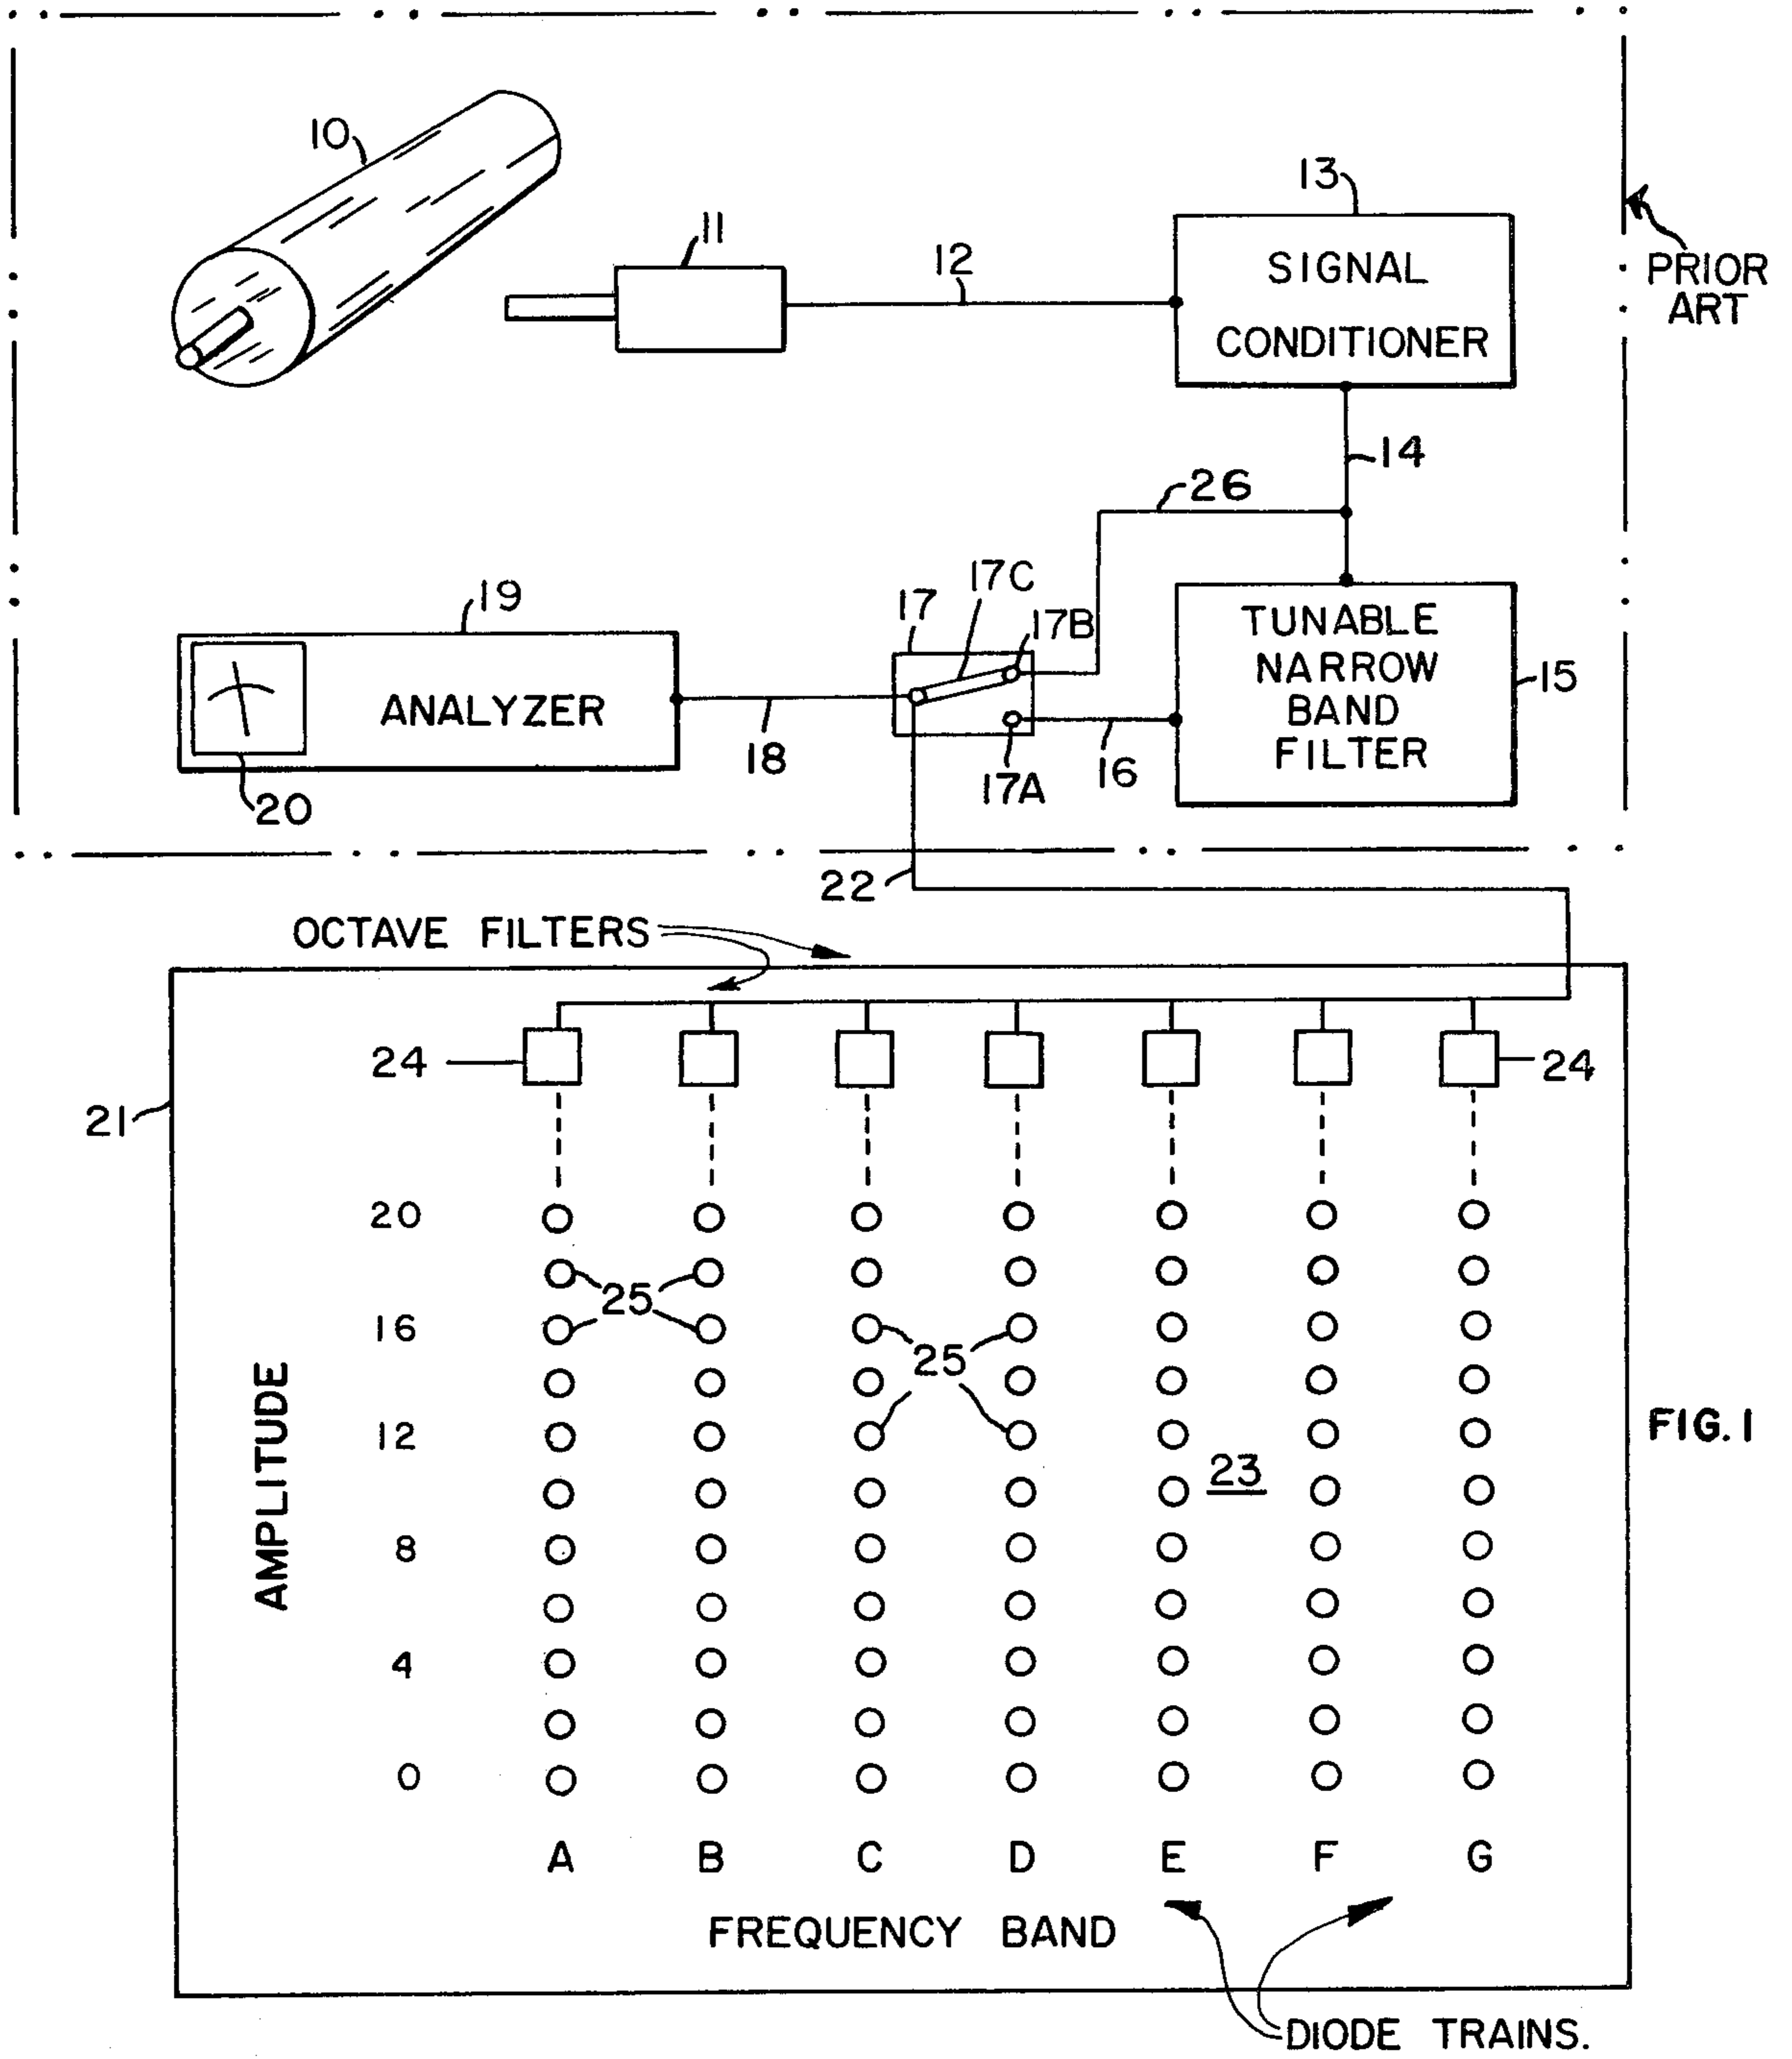 10
11
12
13
SIGNAL
CONDITIONER
PRIOR
ART
14
26
17C
17
17B
19
ANALYZER
20
18
17A
16
TUNABLE
NARROW
BAND
FILTER
15
22
OCTAVE FILTERS
24
24
21
20
25
16
25
12
23
8
4
0
AMPLITUDE
FIG. 1
A B C D E F G
FREQUENCY BAND
DIODE TRAINS.